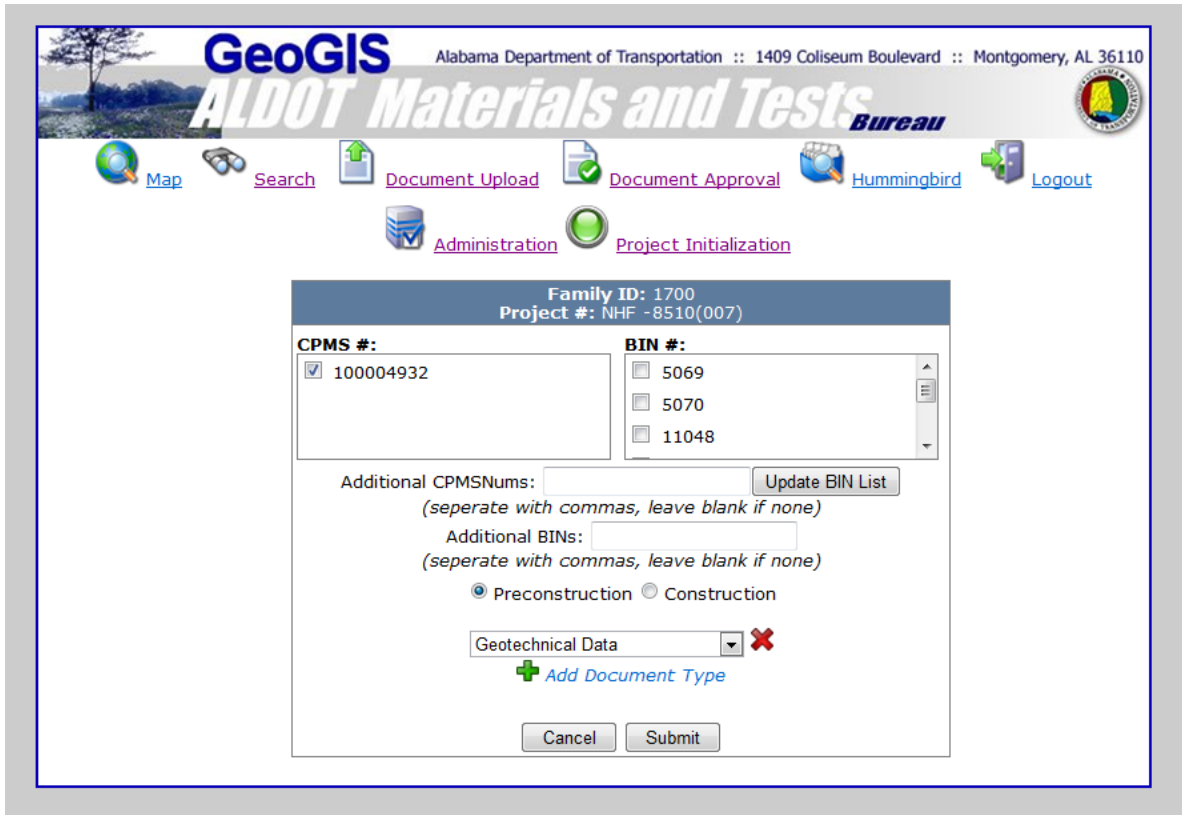 GeoGIS
Alabama Department of Transportation :: 1409 Coliseum Boulevard :: Montgomery, AL 36110
ALDOT Materials and Tests
Bureau
Map Search Document Upload Document Approval Hummingbird Logout
Administration Project Initialization
Family ID: 1700
Project #: NHF -8510(007)
CPMS #: BIN #:
100004932 5069
5070
11048
Additional CPMSNums: Update BIN List
(seperate with commas, leave blank if none)
Additional BINs:
(seperate with commas, leave blank if none)
Preconstruction Construction
Geotechnical Data
Add Document Type
Cancel Submit